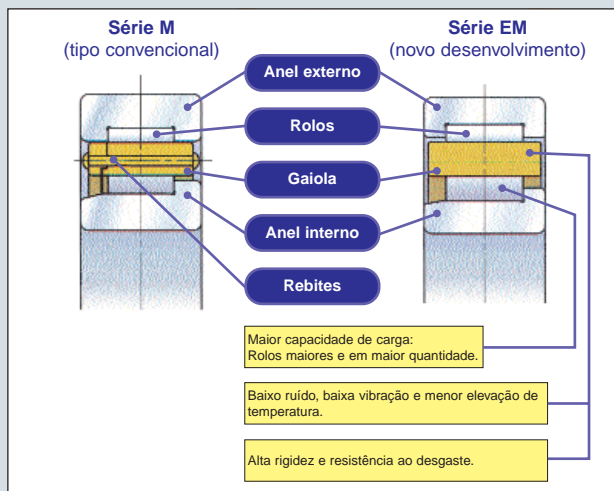 Série M
(tipo convencional)
Série EM
(novo desenvolvimento)
Anel externo
Rolos
Gaiola
Anel interno
Rebites
Maior capacidade de carga:
Rolos maiores e em maior quantidade.
Baixo ruído, baixa vibração e menor elevação de
temperatura.
Alta rigidez e resistência ao desgaste.